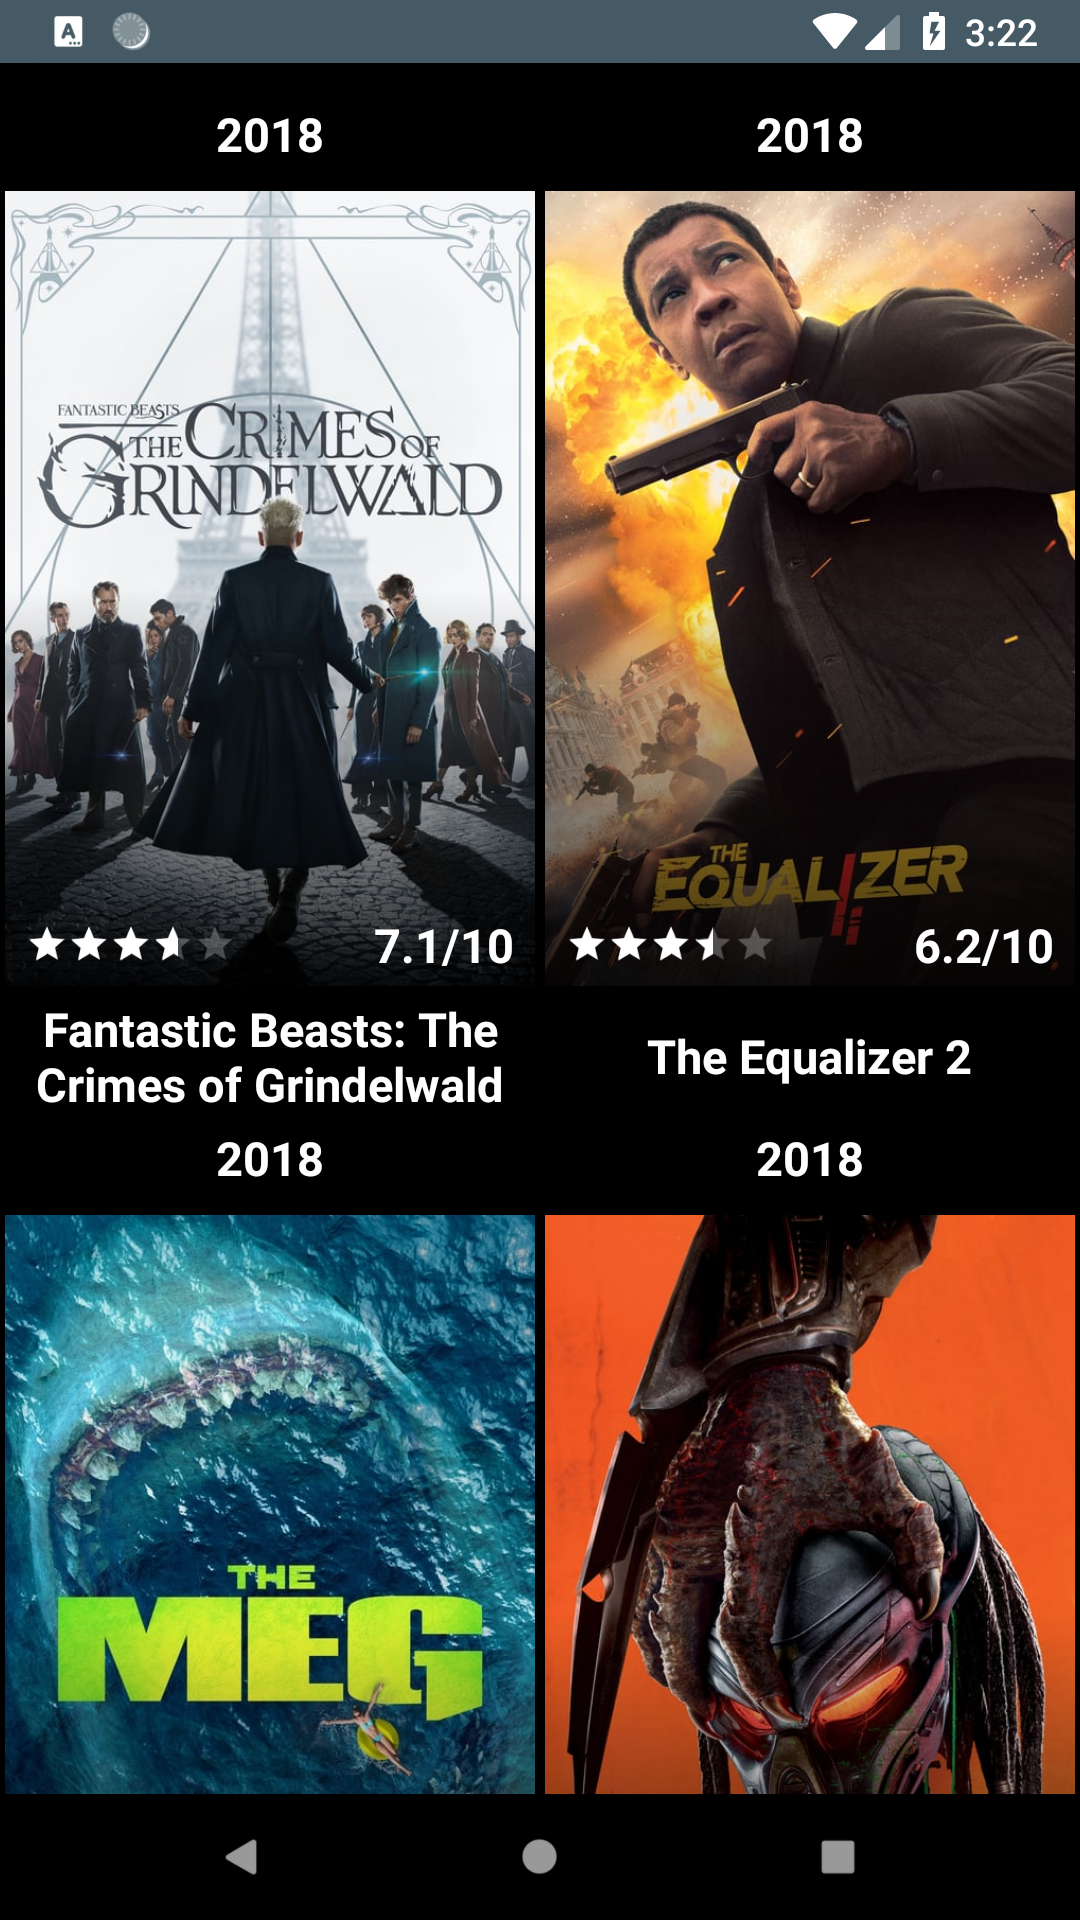 3:22
2018
2018
FANTASTIC BEASTS
THE CRIMES OF
GRINDELWALD
THE
EQUALIZER
II
7.1/10
6.2/10
Fantastic Beasts: The
Crimes of Grindelwald
The Equalizer 2
2018
2018
THE
MEG